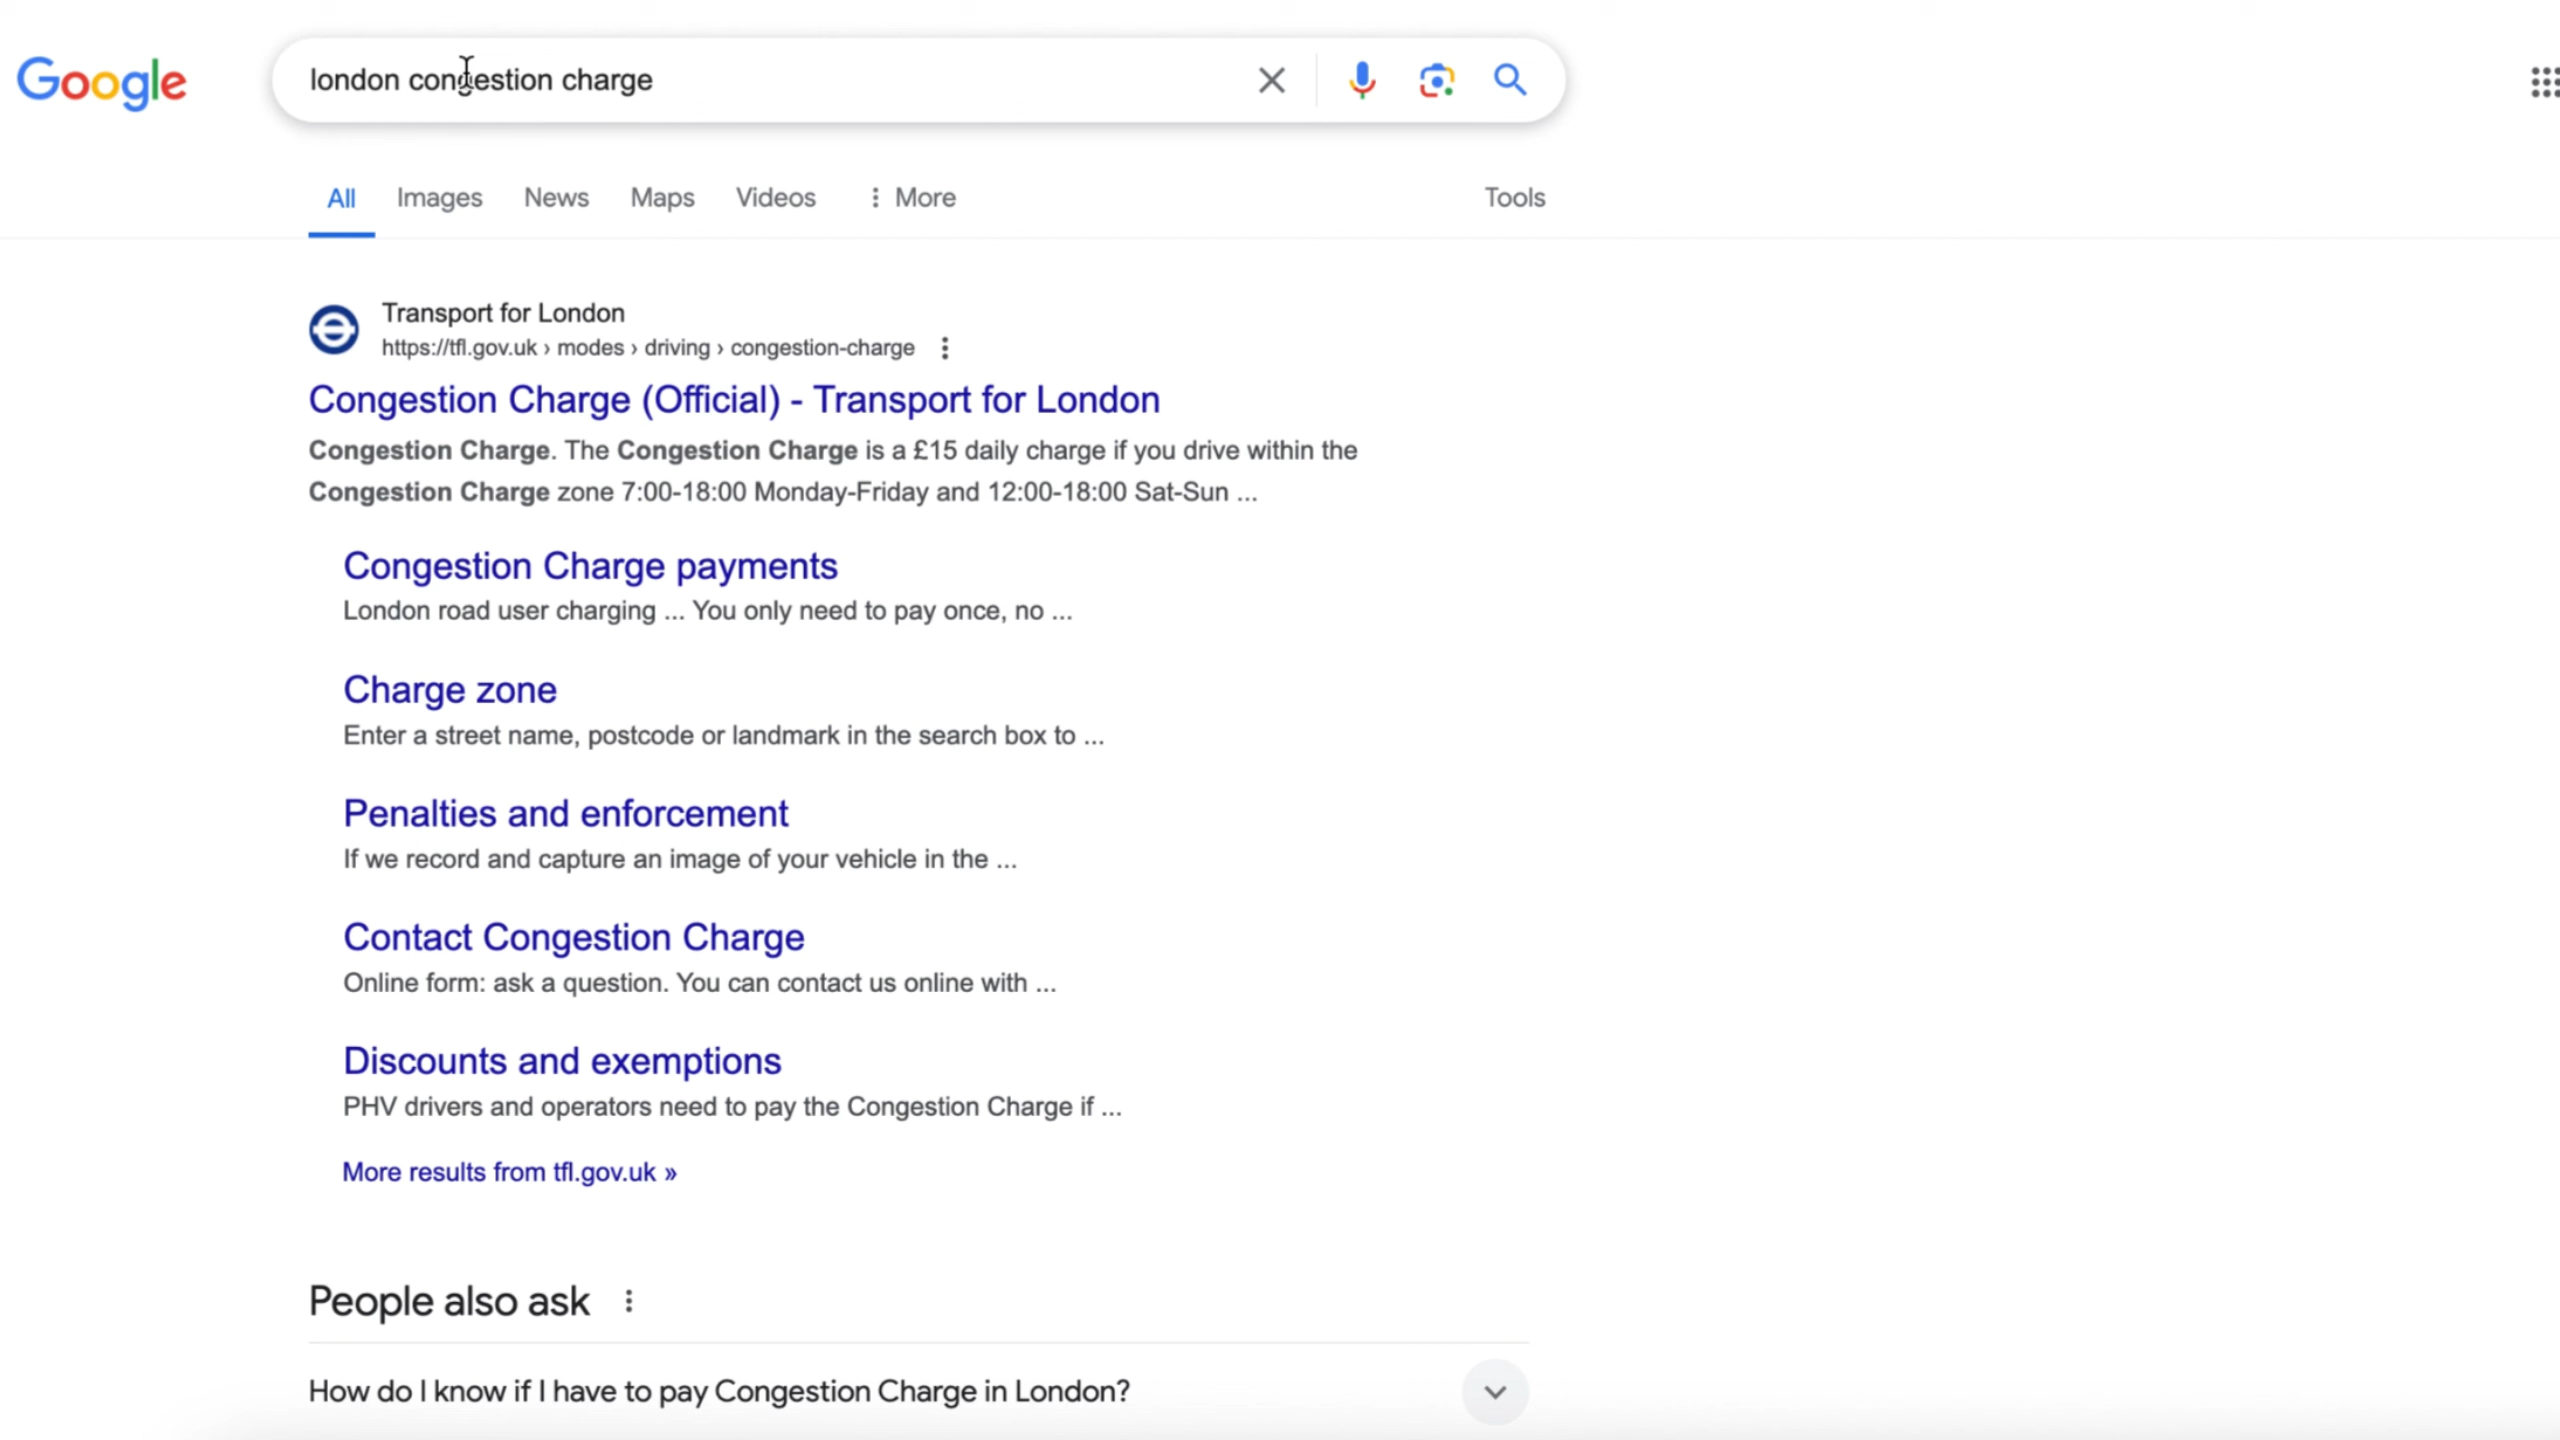 Google
london congestion charge
All Images News Maps Videos More Tools
Transport for London
https://tfl.gov.uk › modes › driving › congestion-charge
Congestion Charge (Official) - Transport for London
Congestion Charge. The Congestion Charge is a £15 daily charge if you drive within the
Congestion Charge zone 7:00-18:00 Monday-Friday and 12:00-18:00 Sat-Sun ...
Congestion Charge payments
London road user charging ... You only need to pay once, no ...
Charge zone
Enter a street name, postcode or landmark in the search box to ...
Penalties and enforcement
If we record and capture an image of your vehicle in the ...
Contact Congestion Charge
Online form: ask a question. You can contact us online with ...
Discounts and exemptions
PHV drivers and operators need to pay the Congestion Charge if ...
More results from tfl.gov.uk »
People also ask
How do I know if I have to pay Congestion Charge in London?